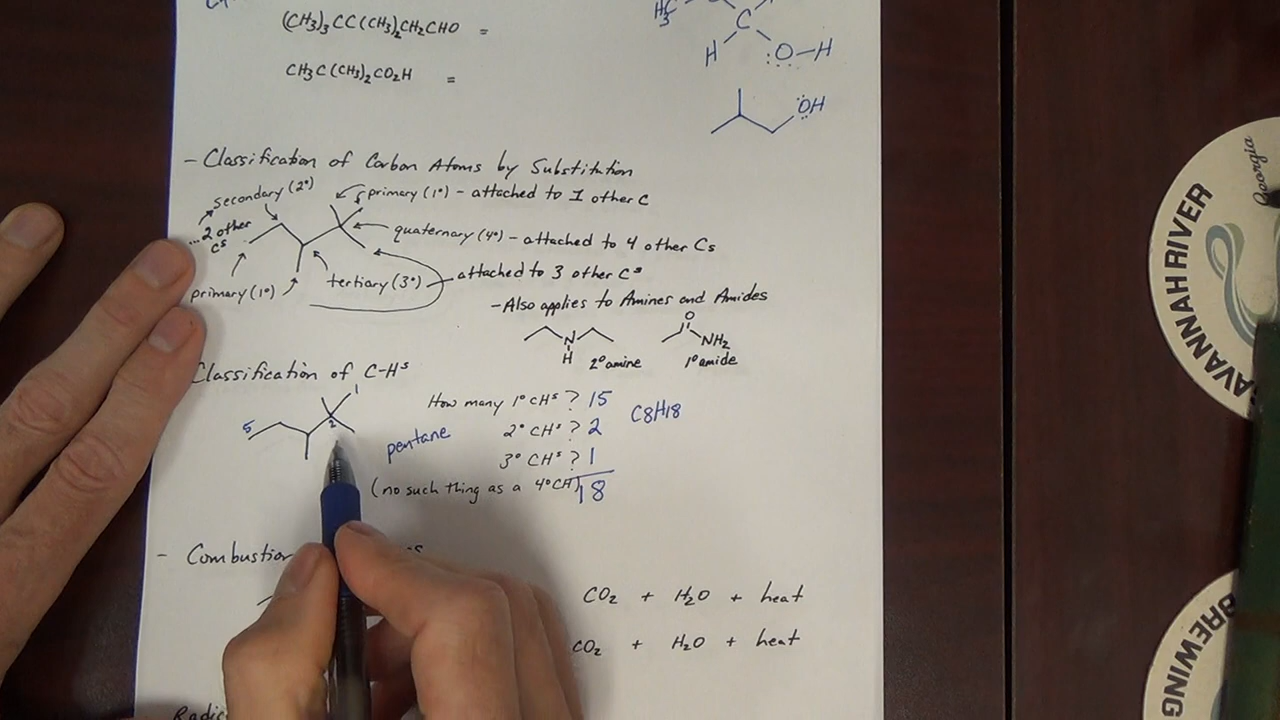 (CH3)3CC(CH3)2CH2CHO =
CH3C(CH3)2CO2H =
H3C
C
H
O-H
OH
- Classification of Carbon Atoms by Substitution
secondary (2°)
primary (1°) - attached to 1 other C
...2 other Cs
quaternary (4°) - attached to 4 other Cs
primary (1°)
tertiary (3°)
attached to 3 other Cs
- Also applies to Amines and Amides
N
H
2° amine
O
NH2
1° amide
Classification of C-Hs
5
1
2
pentane
How many 1° CHs? 15
C8H18
2° CHs? 2
3° CHs? 1
(no such thing as a 4° CH) 18
- Combustion
CO2 + H2O + heat
CO2 + H2O + heat
Georgia
SAVANNAH RIVER
BREWING